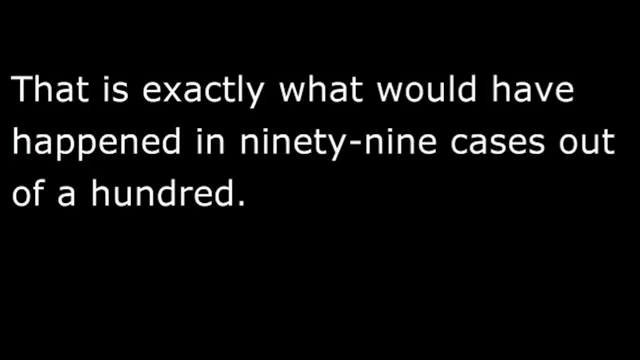 That is exactly what would have
happened in ninety-nine cases out
of a hundred.